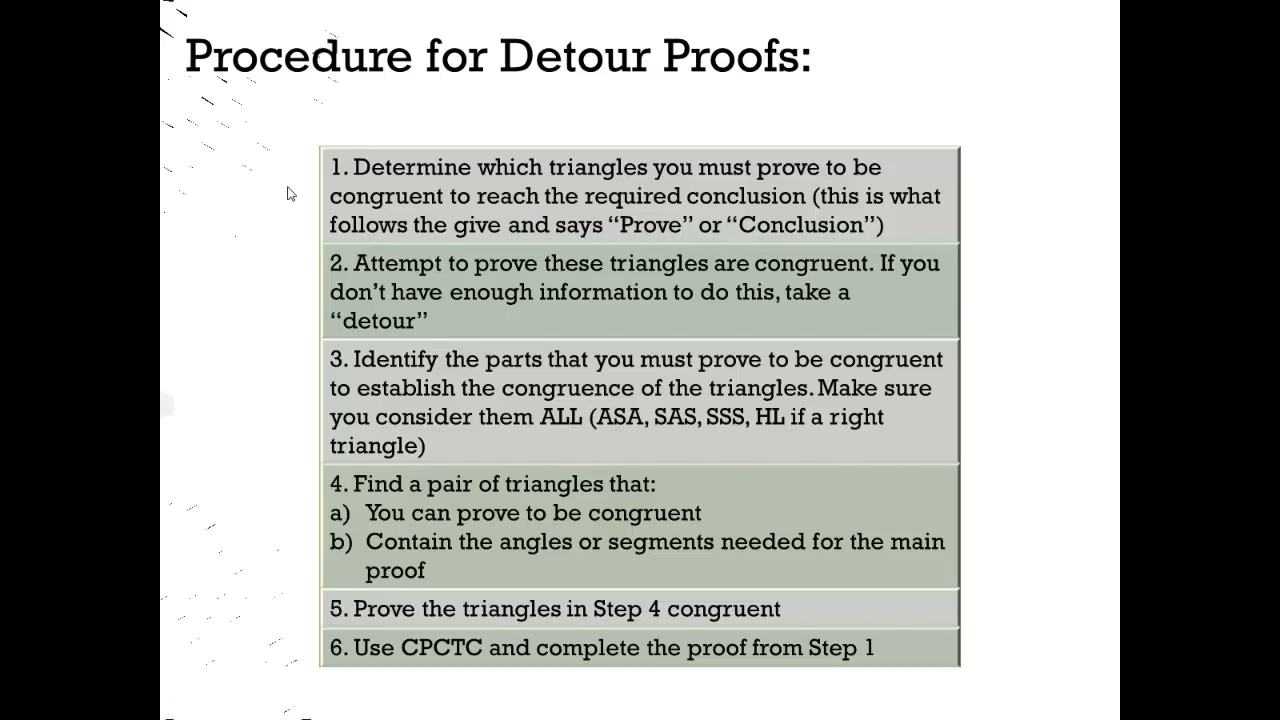 Procedure for Detour Proofs:
1. Determine which triangles you must prove to be
congruent to reach the required conclusion (this is what
follows the give and says “Prove” or “Conclusion”)
2. Attempt to prove these triangles are congruent. If you
don’t have enough information to do this, take a
“detour”
3. Identify the parts that you must prove to be congruent
to establish the congruence of the triangles. Make sure
you consider them ALL (ASA, SAS, SSS, HL if a right
triangle)
4. Find a pair of triangles that:
a) You can prove to be congruent
b) Contain the angles or segments needed for the main
proof
5. Prove the triangles in Step 4 congruent
6. Use CPCTC and complete the proof from Step 1